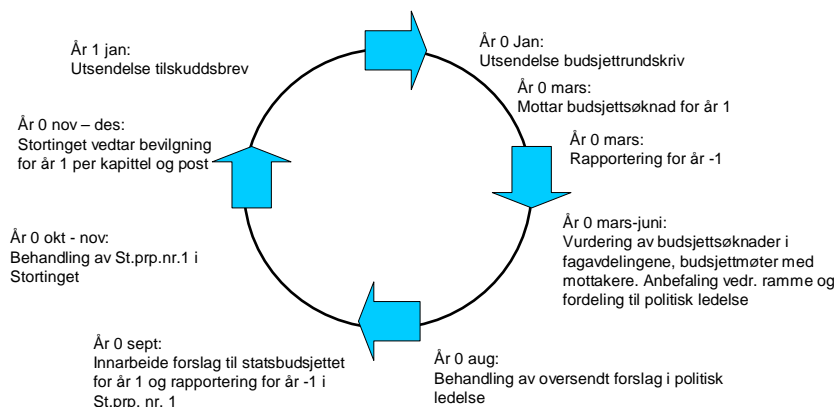 År 0 Jan:
Utsendelse budsjettrundskriv
År 0 mars:
Mottar budsjettsøknad for år 1
År 0 mars:
Rapportering for år -1
År 0 mars-juni:
Vurdering av budsjettsøknader i
fagavdelingene, budsjettmøter med
mottakere. Anbefaling vedr. ramme og
fordeling til politisk ledelse
År 0 aug:
Behandling av oversendt forslag i politisk
ledelse
År 0 sept:
Innarbeide forslag til statsbudsjettet
for år 1 og rapportering for år -1 i
St.prp. nr. 1
År 0 okt - nov:
Behandling av St.prp.nr.1 i
Stortinget
År 0 nov – des:
Stortinget vedtar bevilgning
for år 1 per kapittel og post
År 1 jan:
Utsendelse tilskuddsbrev